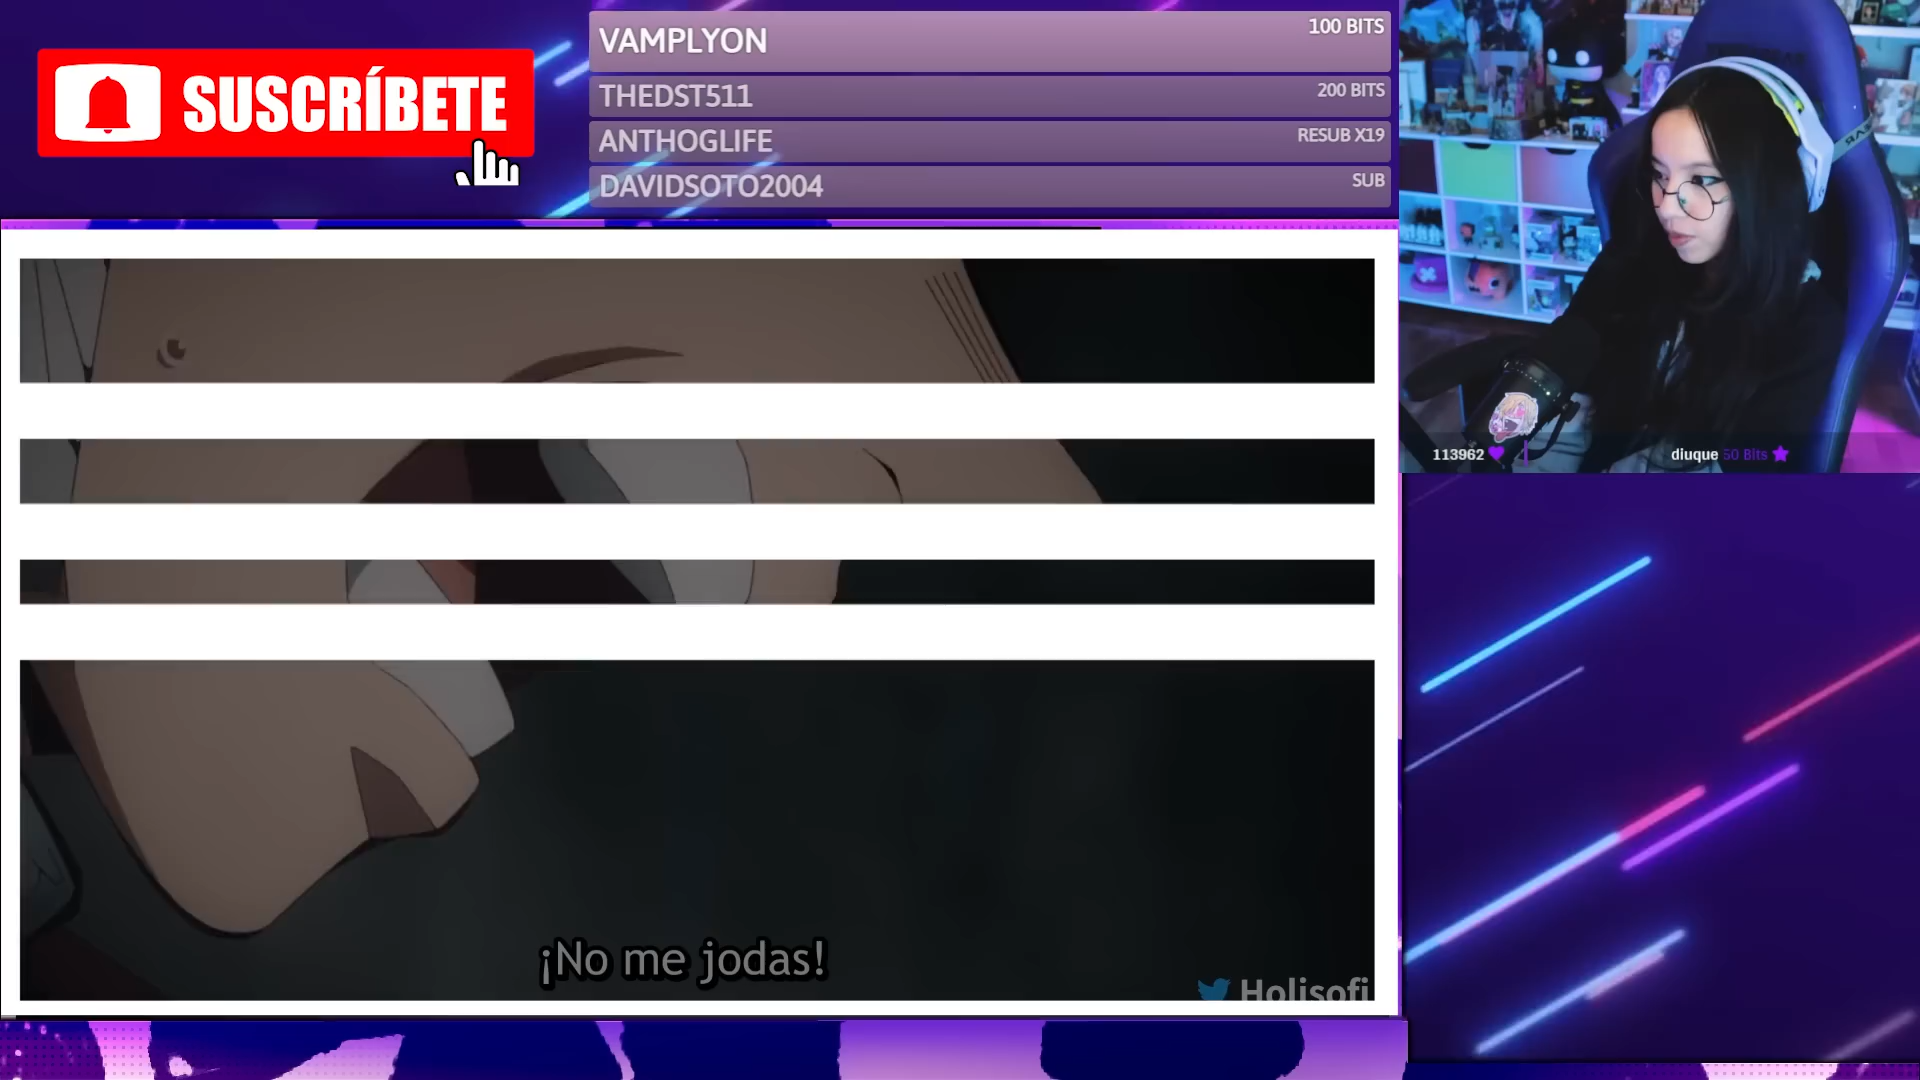 SUSCRÍBETE
VAMPLYON 100 BITS
THEDST511 200 BITS
ANTHOGLIFE RESUB X19
DAVIDSOTO2004 SUB
113962
diuque 50 Bits
¡No me jodas!
Holisofi